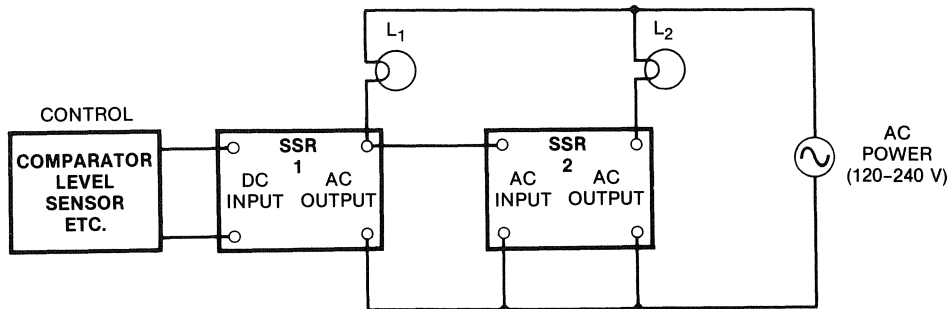 L1
L2
CONTROL
COMPARATOR
LEVEL
SENSOR
ETC.
SSR
1
DC
INPUT
AC
OUTPUT
SSR
2
AC
INPUT
AC
OUTPUT
AC
POWER
(120–240 V)